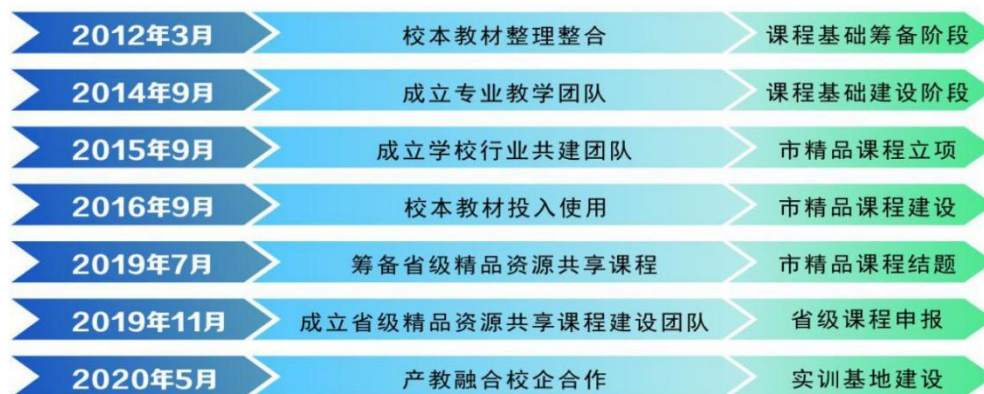 2012年3月 校本教材整理整合 课程基础筹备阶段
2014年9月 成立专业教学团队 课程基础建设阶段
2015年9月 成立学校行业共建团队 市精品课程立项
2016年9月 校本教材投入使用 市精品课程建设
2019年7月 筹备省级精品资源共享课程 市精品课程结题
2019年11月 成立省级精品资源共享课程建设团队 省级课程申报
2020年5月 产教融合校企合作 实训基地建设